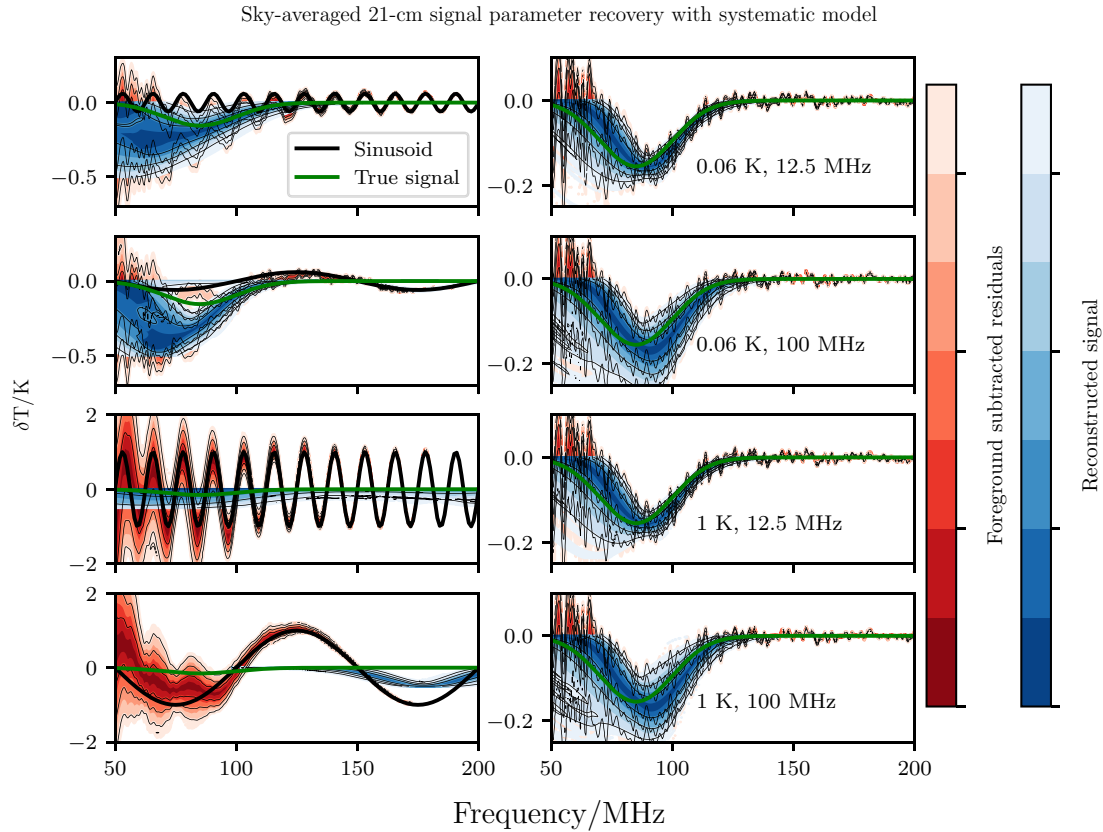 Sky-averaged 21-cm signal parameter recovery with systematic model
0.0
−0.5
Sinusoid
True signal
0.0
−0.2
0.06 K, 12.5 MHz
0.0
−0.5
0.0
−0.2
0.06 K, 100 MHz
2
0
−2
0.0
−0.2
1 K, 12.5 MHz
2
0
−2
50
100
150
200
0.0
−0.2
1 K, 100 MHz
50
100
150
200
δT/K
Frequency/MHz
Foreground subtracted residuals
Reconstructed signal